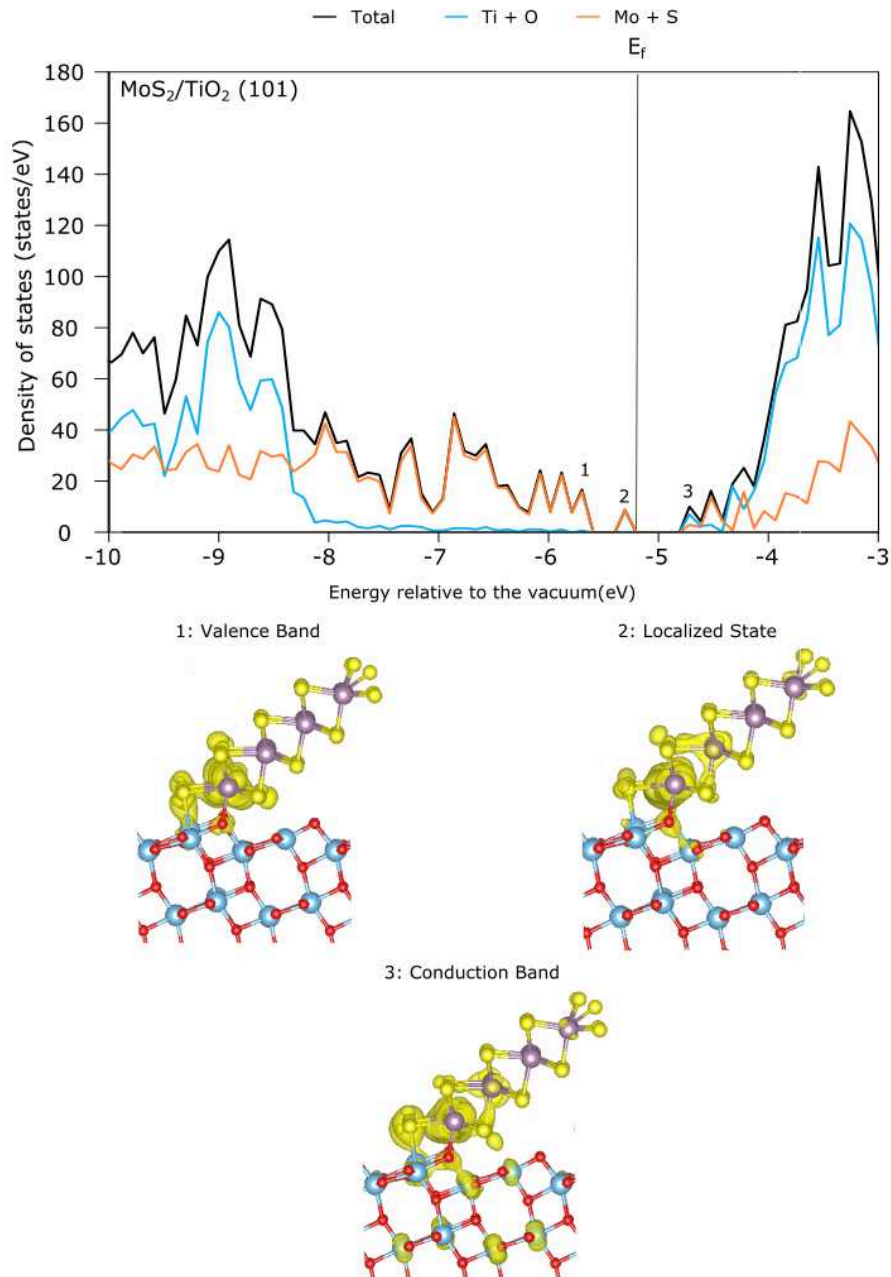 Total Ti + O Mo + S
E_f
MoS₂/TiO₂ (101)
Density of states (states/eV)
180
160
140
120
100
80
60
40
20
0
1
2
3
-10 -9 -8 -7 -6 -5 -4 -3
Energy relative to the vacuum(eV)
1: Valence Band 2: Localized State
3: Conduction Band